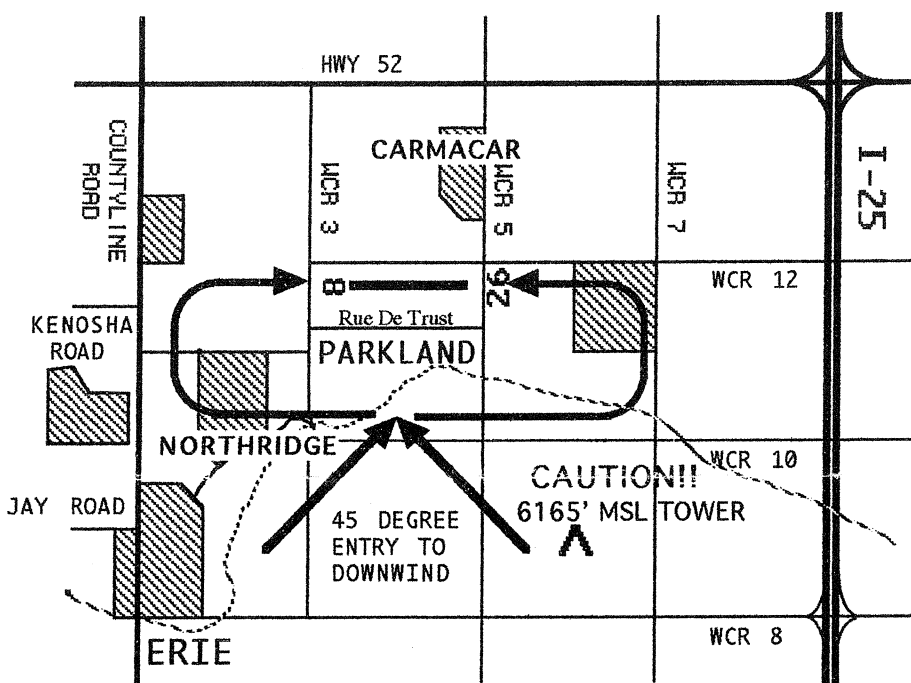 HWY 52
COUNTYLINE
ROAD
WCR 3
CARMACAR
WCR 5
WCR 7
I-25
8
26
WCR 12
Rue De Trust
KENOSHA
ROAD
PARKLAND
NORTHRIDGE
WCR 10
CAUTION!!
6165' MSL TOWER
JAY ROAD
45 DEGREE
ENTRY TO
DOWNWIND
WCR 8
ERIE